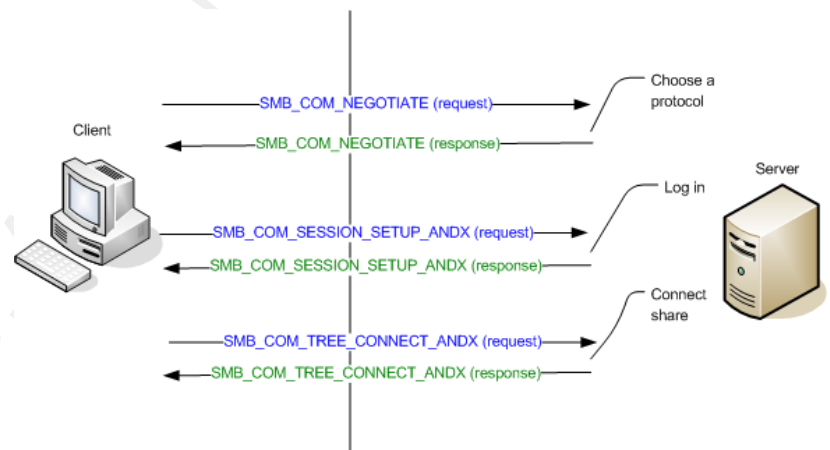 SMB_COM_NEGOTIATE (request)
Choose a
protocol
Client
SMB_COM_NEGOTIATE (response)
Server
Log in
SMB_COM_SESSION_SETUP_ANDX (request)
SMB_COM_SESSION_SETUP_ANDX (response)
Connect
share
SMB_COM_TREE_CONNECT_ANDX (request)
SMB_COM_TREE_CONNECT_ANDX (response)